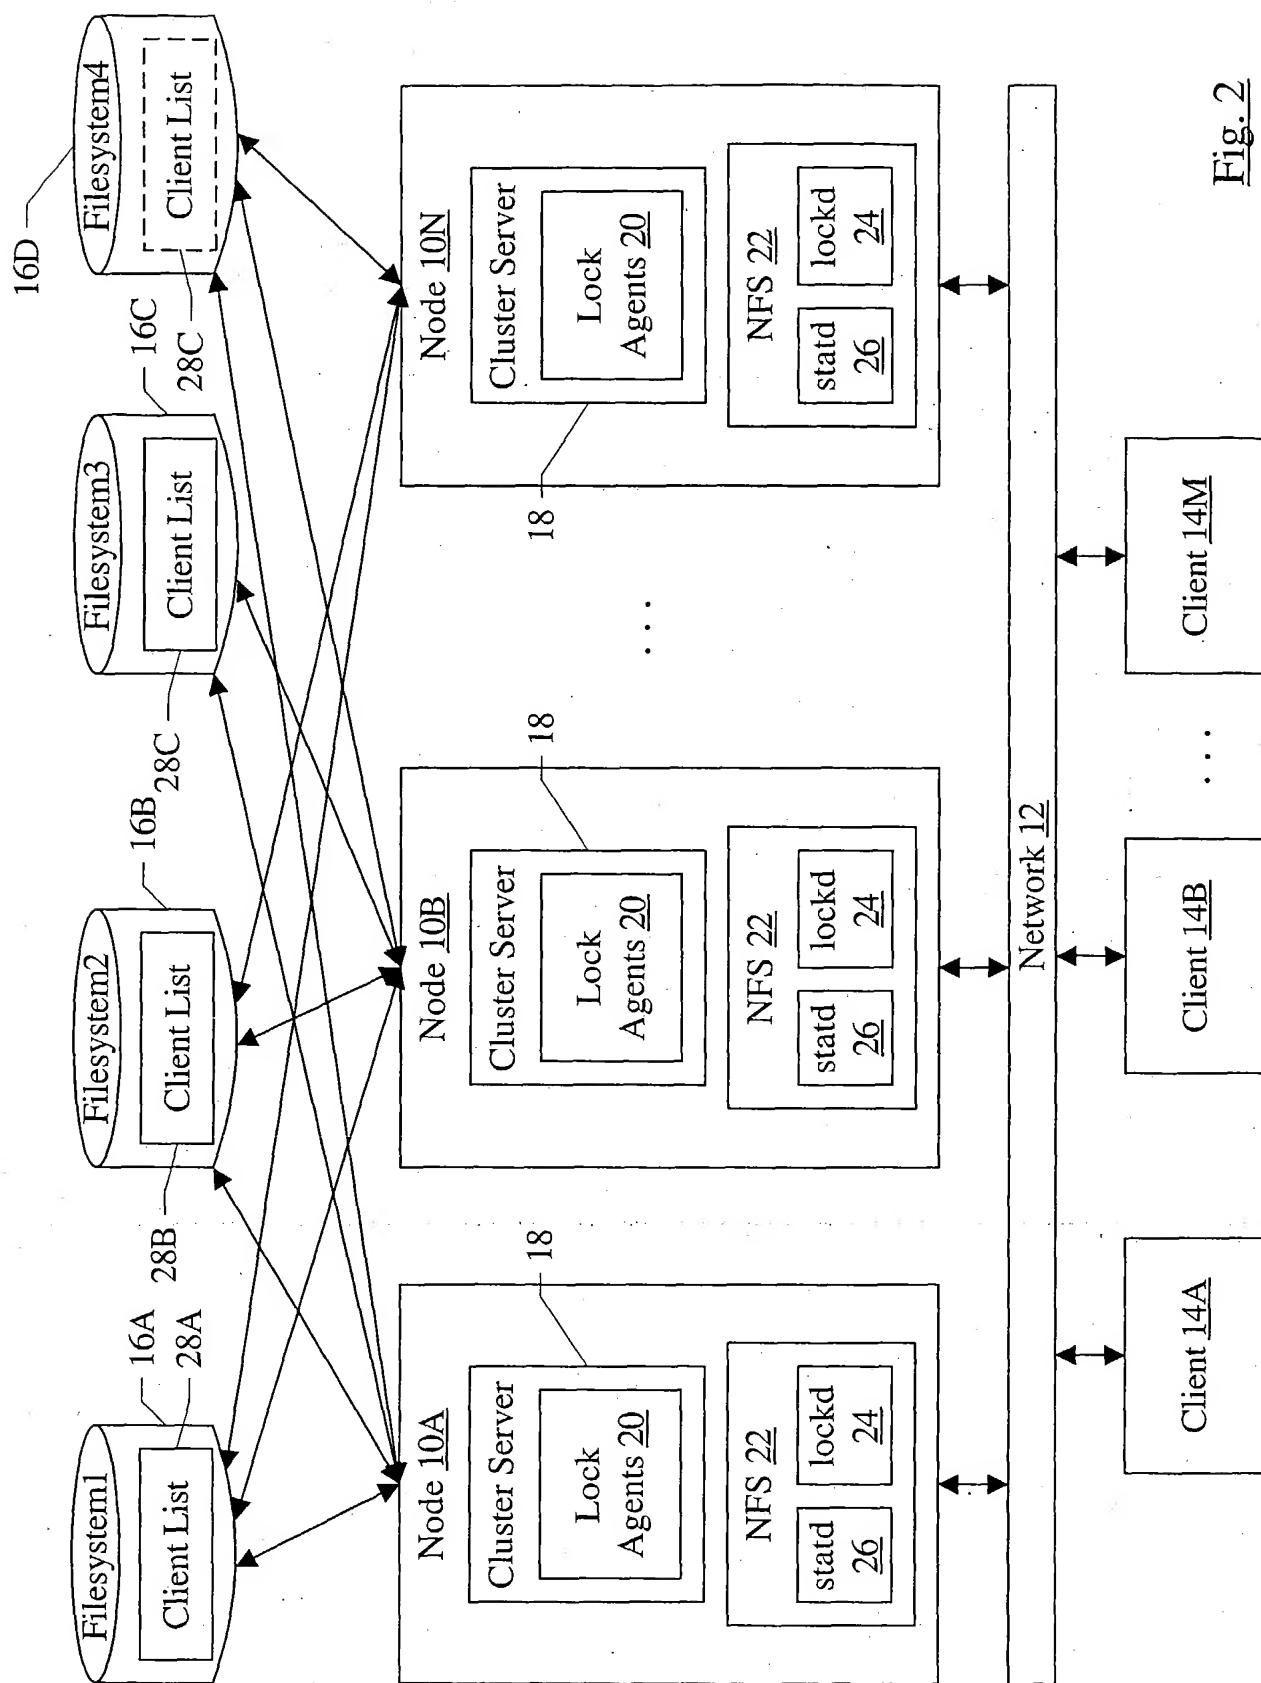 16A
28A
28B
16B
28C
16C
28C
16D
Filesystem1
Client List
Filesystem2
Client List
Filesystem3
Client List
Filesystem4
Client List
Node 10A
Cluster Server
Lock
Agents 20
18
NFS 22
statd
26
lockd
24
Node 10B
Cluster Server
Lock
Agents 20
18
NFS 22
statd
26
lockd
24
. . .
Node 10N
Cluster Server
Lock
Agents 20
18
NFS 22
statd
26
lockd
24
Network 12
Client 14A
Client 14B
. . .
Client 14M
Fig. 2